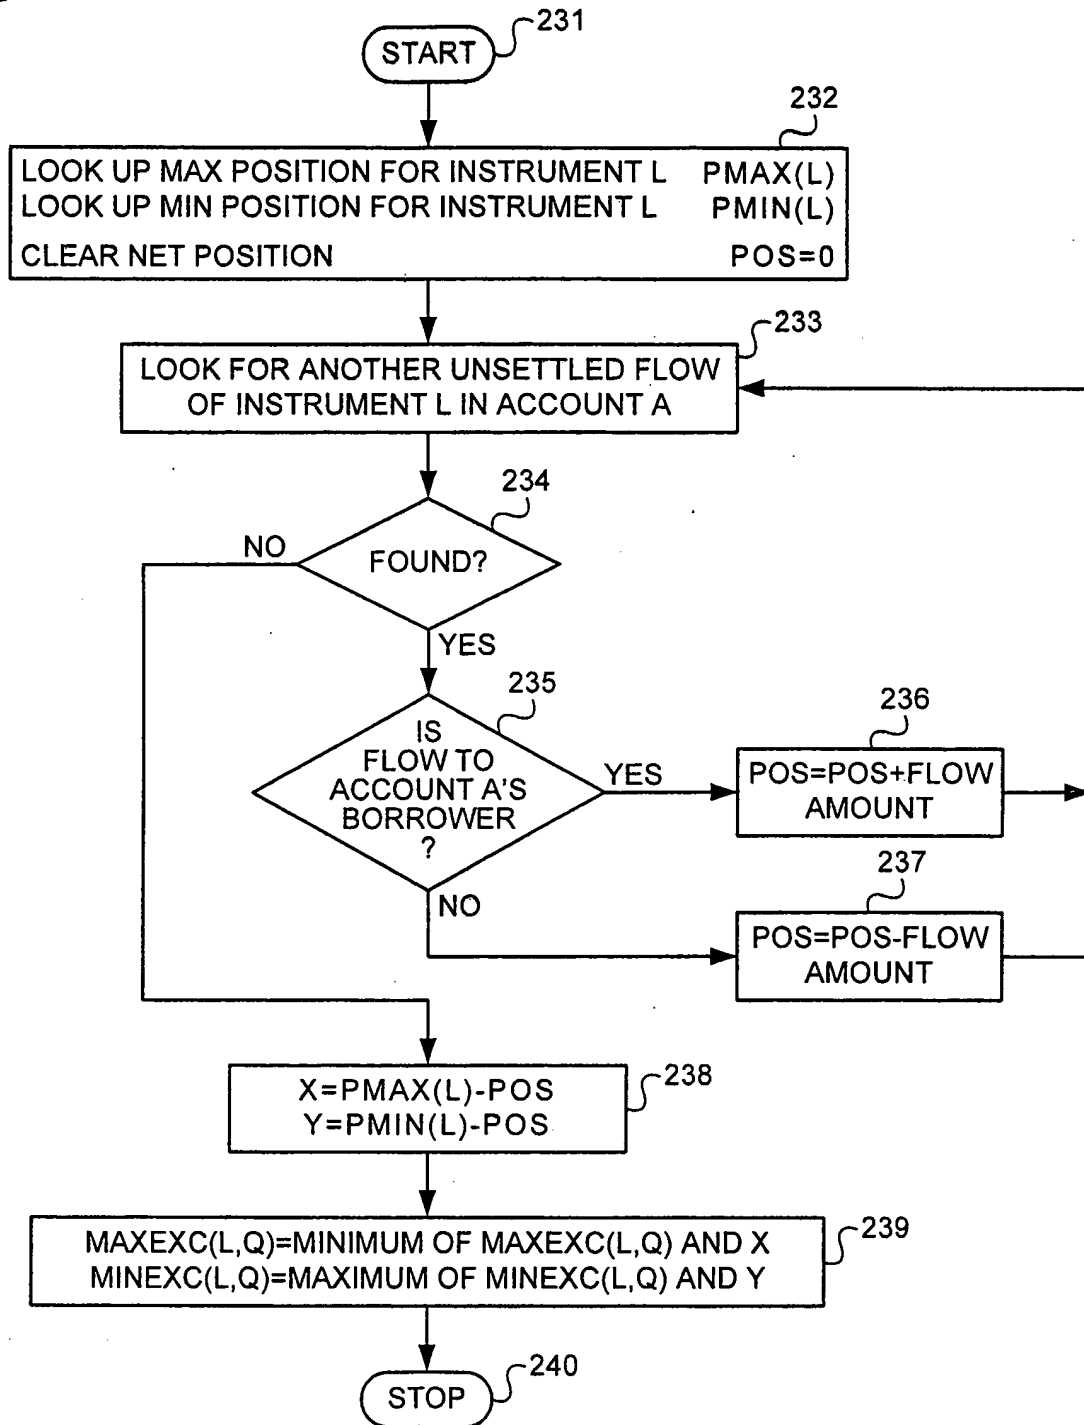 231
START
232
LOOK UP MAX POSITION FOR INSTRUMENT L PMAX(L)
LOOK UP MIN POSITION FOR INSTRUMENT L PMIN(L)
CLEAR NET POSITION POS=0
233
LOOK FOR ANOTHER UNSETTLED FLOW
OF INSTRUMENT L IN ACCOUNT A
234
NO
FOUND?
YES
235
IS
FLOW TO
ACCOUNT A'S
BORROWER
?
YES
236
POS=POS+FLOW
AMOUNT
NO
237
POS=POS-FLOW
AMOUNT
238
X=PMAX(L)-POS
Y=PMIN(L)-POS
239
MAXEXC(L,Q)=MINIMUM OF MAXEXC(L,Q) AND X
MINEXC(L,Q)=MAXIMUM OF MINEXC(L,Q) AND Y
240
STOP